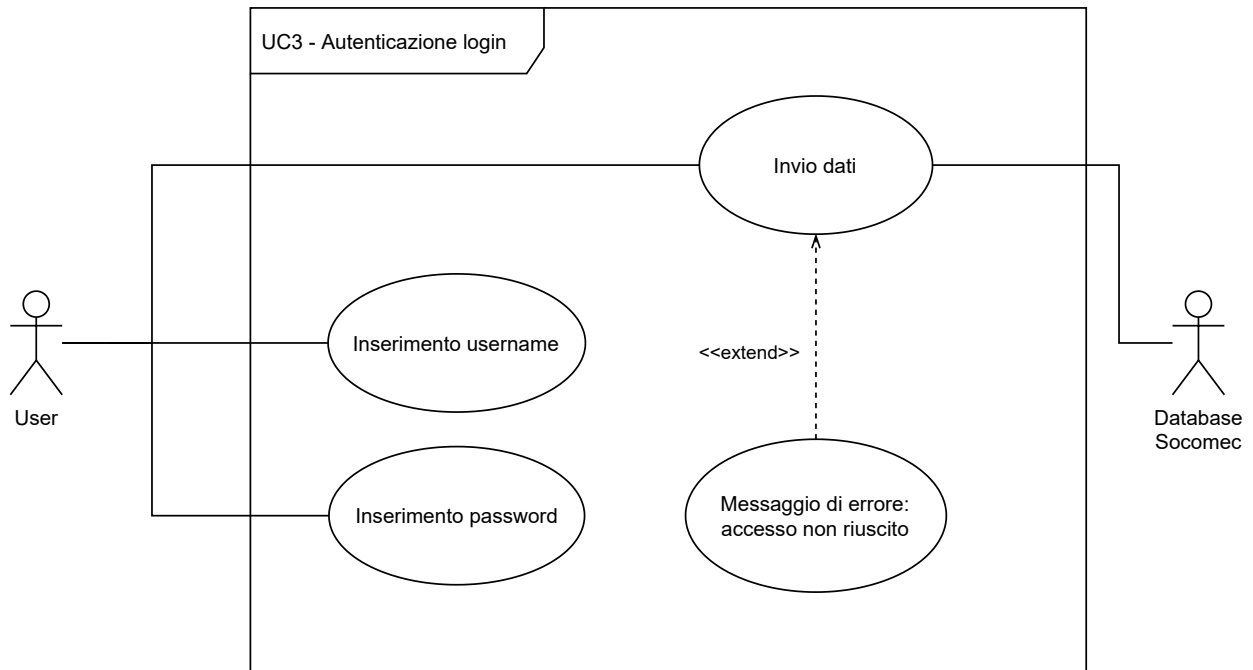 UC3 - Autenticazione login
Invio dati
Inserimento username
<<extend>>
User
Database
Socomec
Inserimento password
Messaggio di errore:
accesso non riuscito